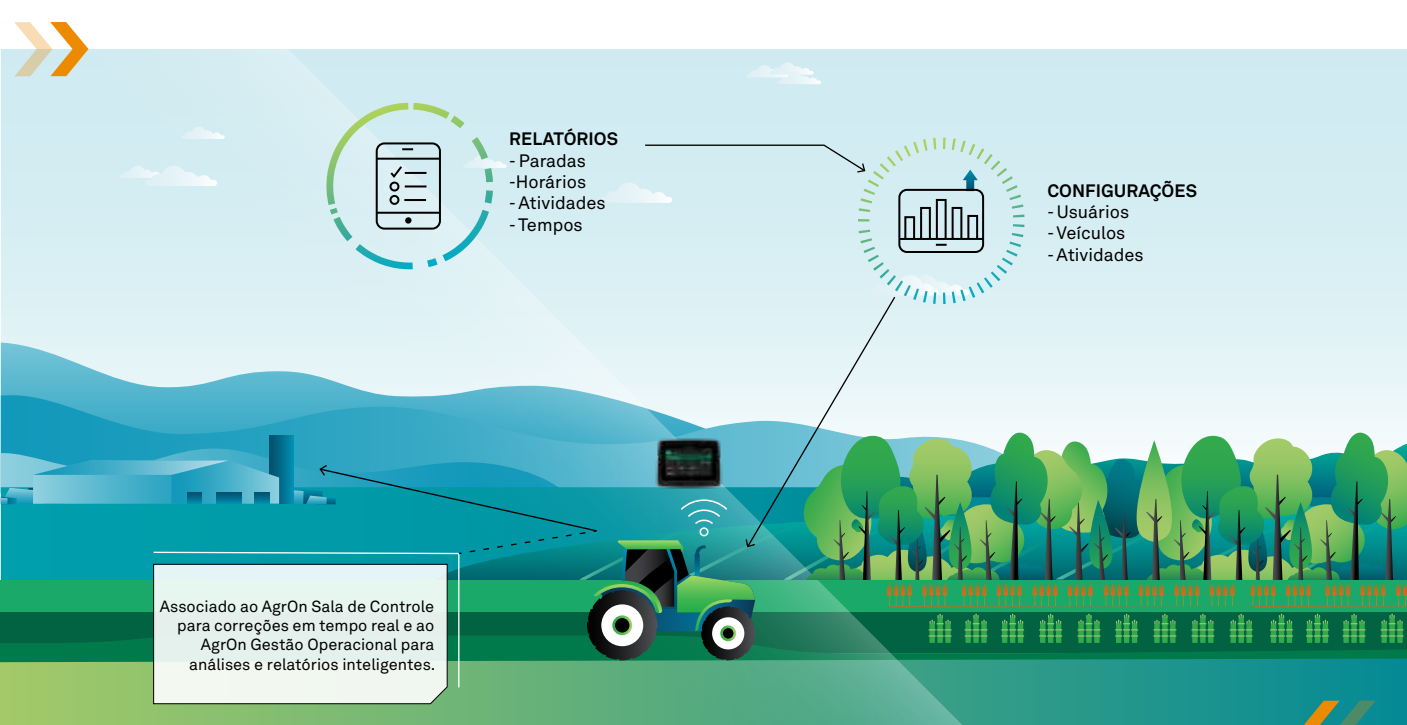 RELATÓRIOS
- Paradas
-Horários
- Atividades
- Tempos
CONFIGURAÇÕES
- Usuários
- Veículos
- Atividades
Associado ao AgrOn Sala de Controle
para correções em tempo real e ao
AgrOn Gestão Operacional para
análises e relatórios inteligentes.